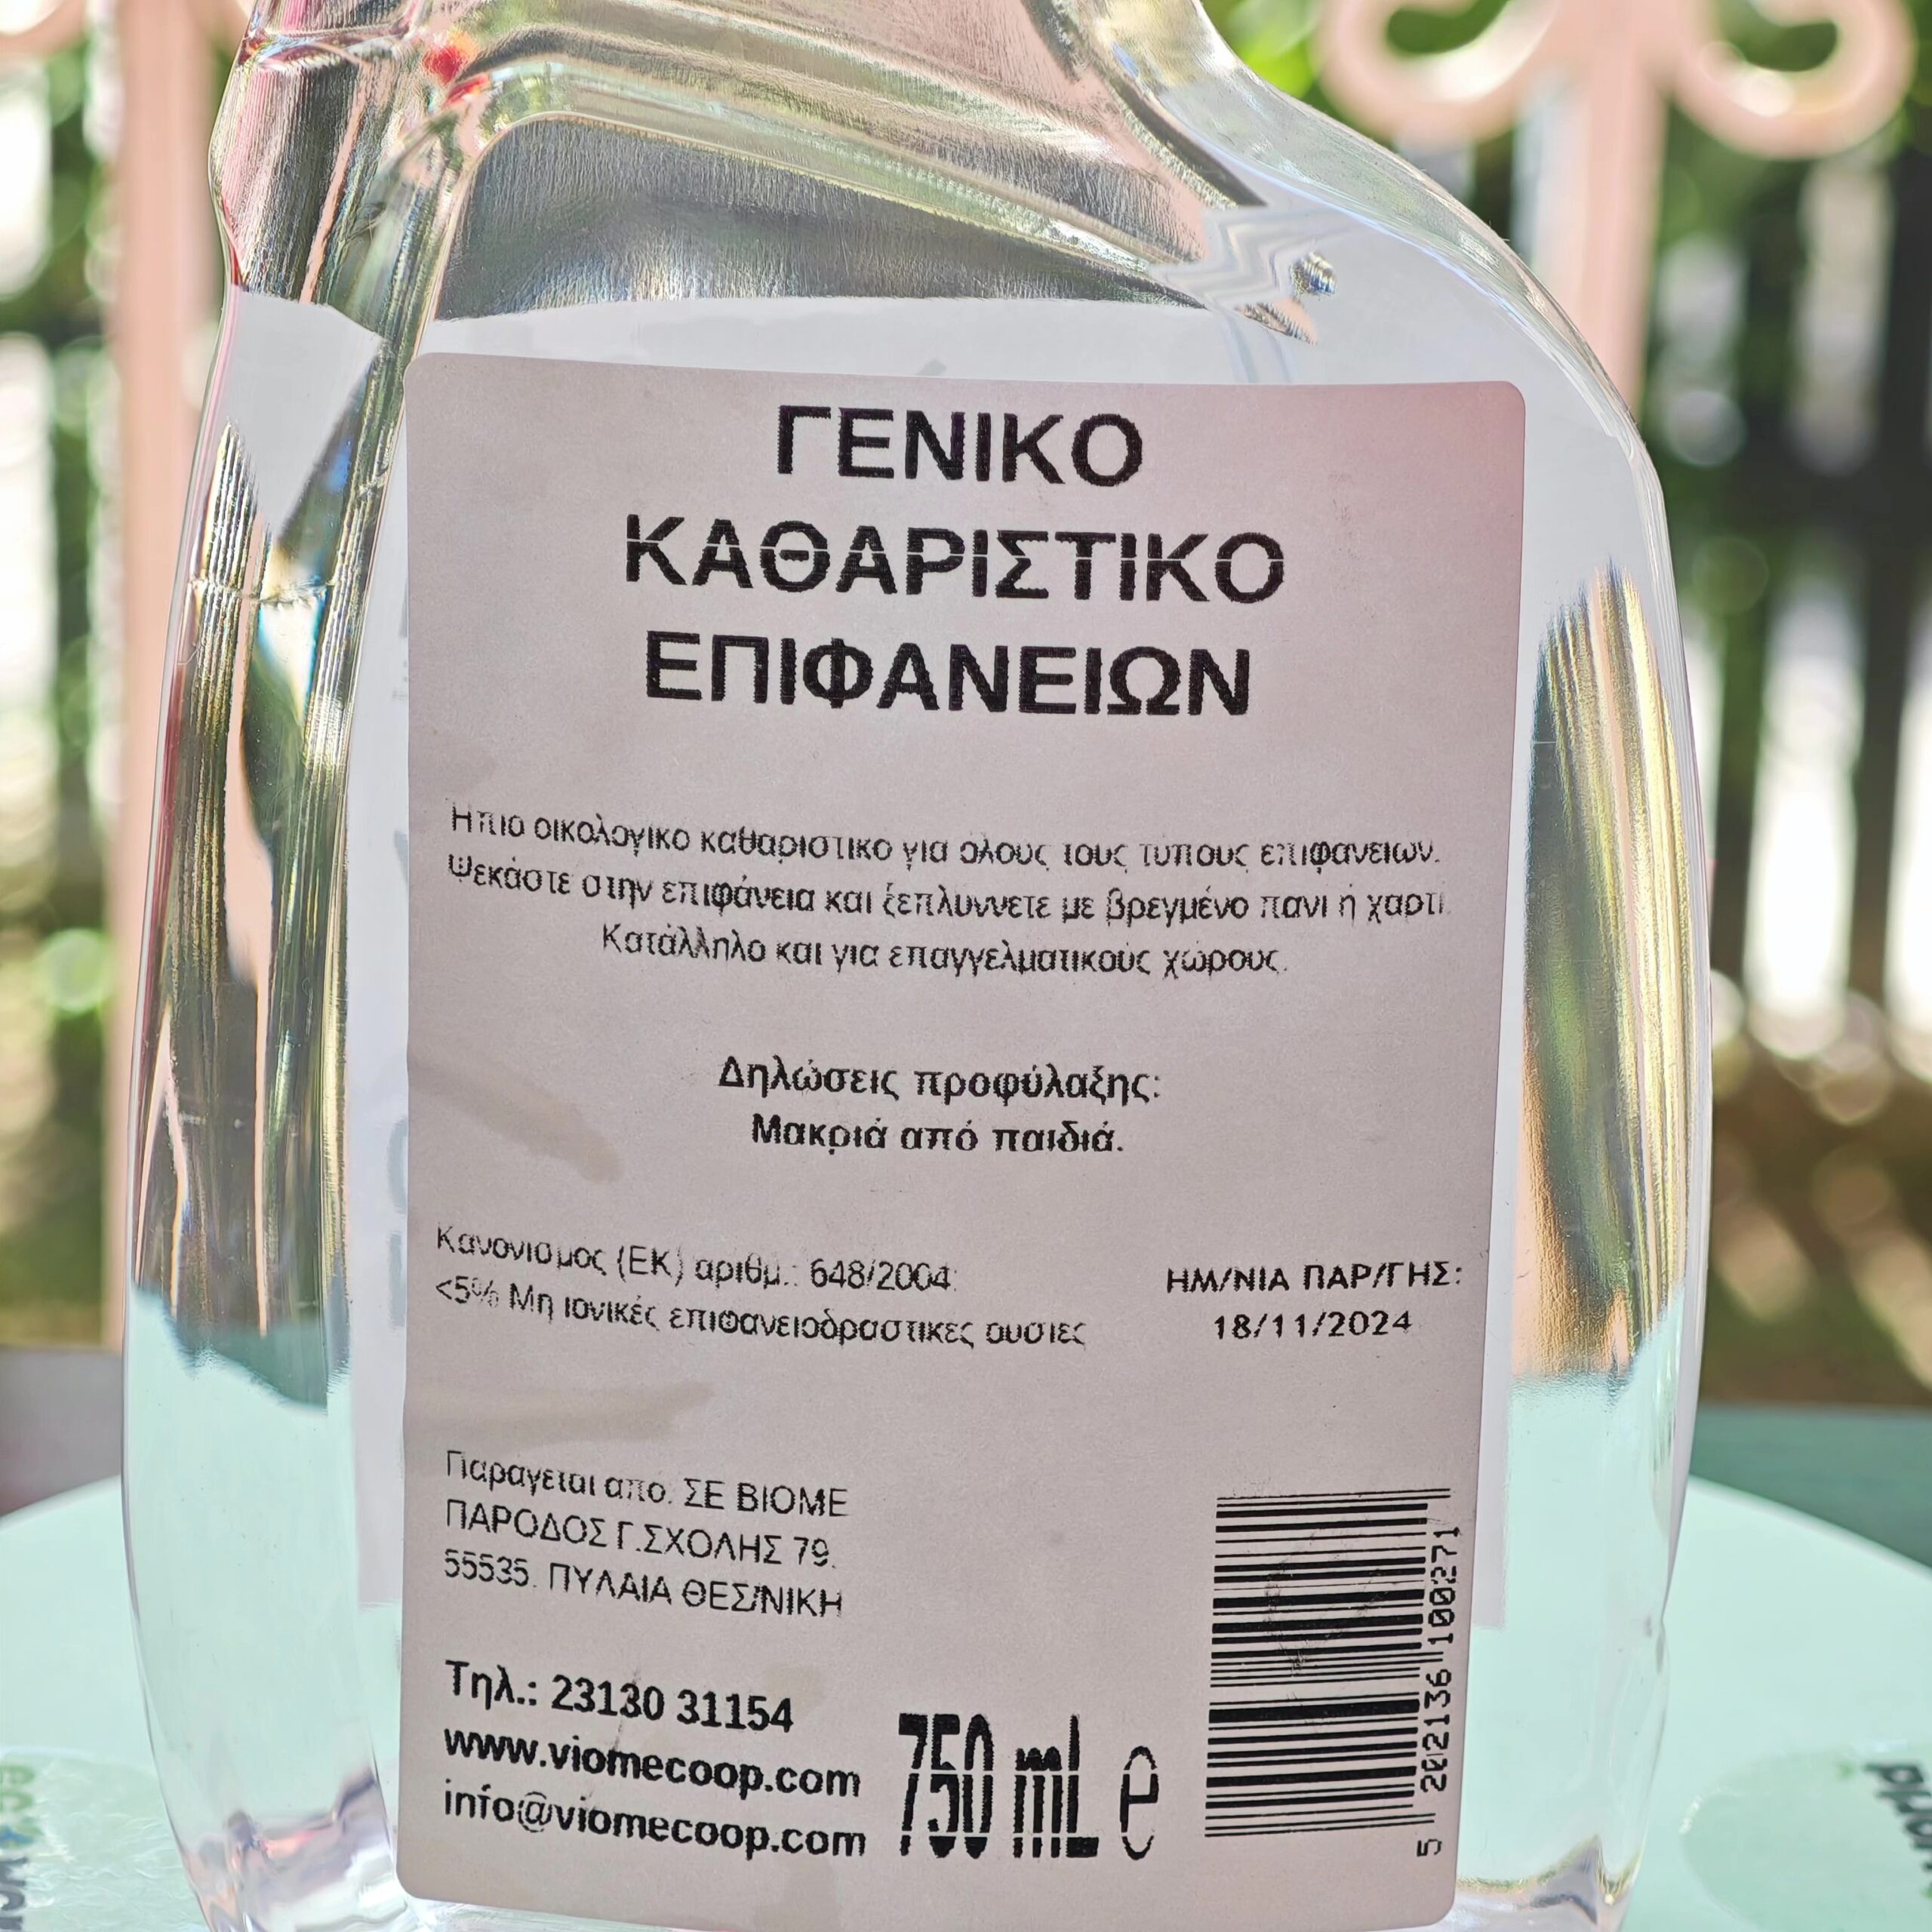 ΓΕΝΙΚΟ
ΚΑΘΑΡΙΣΤΙΚΟ
ΕΠΙΦΑΝΕΙΩΝ
Ηπιο οικολογικο καθαριστικο για ολους τους τυπους επιφανειων.
Ψεκάστε στην επιφάνεια και ξεπλυννετε με βρεγμένο πανι ή χαρτι.
Κατάλληλο και για επαγγελματικούς χώρους.
Δηλώσεις προφύλαξης:
Μακριά από παιδιά.
Κανονισμος (ΕΚ) αριθμ.: 648/2004:
<5% Μη ιονικές επιφανειοδραστικες ουσιες
ΗΜ/ΝΙΑ ΠΑΡ/ΓΗΣ:
18/11/2024
Παραγεται απο: ΣΕ ΒΙΟΜΕ
ΠΑΡΟΔΟΣ Γ.ΣΧΟΛΗΣ 79.
55535. ΠΥΛΑΙΑ ΘΕΣ/ΝΙΚΗ
Τηλ.: 23130 31154
www.viomecoop.com
info@viomecoop.com
750 mL e
5 202136 100271